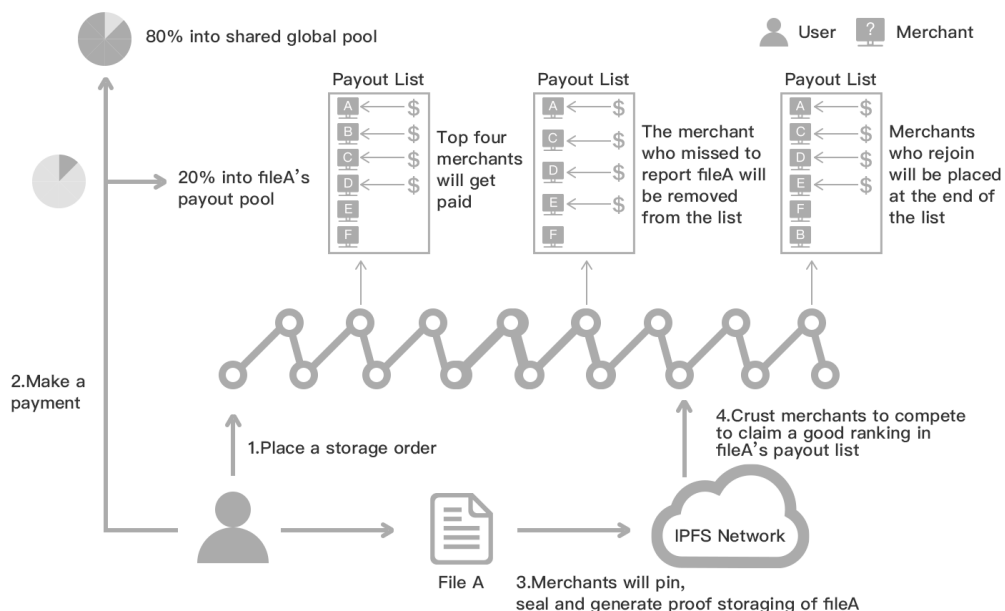 80% into shared global pool
User
? Merchant
Payout List
Payout List
Payout List
A $
B $
C $
D $
E
F
Top four
merchants
will get
paid
A $
C $
D $
E $
F
The merchant
who missed to
report fileA will
be removed
from the list
A $
C $
D $
E $
F
B
Merchants
who rejoin
will be placed
at the end of
the list
20% into fileA's
payout pool
2.Make a
payment
1.Place a storage order
4.Crust merchants to compete
to claim a good ranking in
fileA's payout list
IPFS Network
File A
3.Merchants will pin,
seal and generate proof storaging of fileA